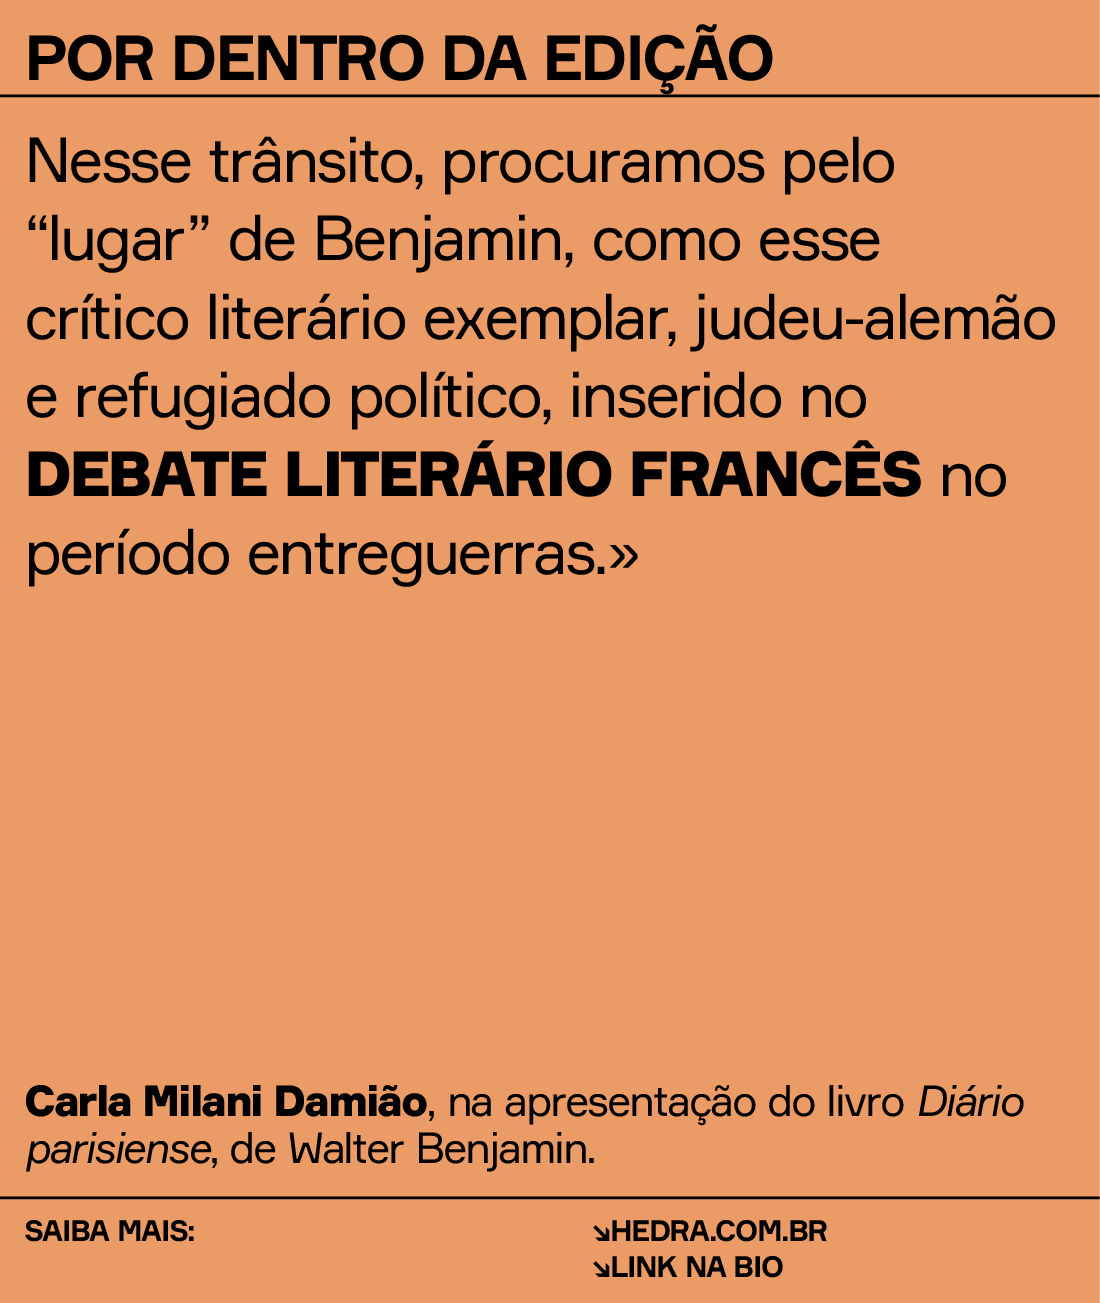 POR DENTRO DA EDIÇÃO
Nesse trânsito, procuramos pelo
“lugar” de Benjamin, como esse
crítico literário exemplar, judeu-alemão
e refugiado político, inserido no
DEBATE LITERÁRIO FRANCÊS no
período entreguerras.»
Carla Milani Damião, na apresentação do livro Diário
parisiense, de Walter Benjamin.
SAIBA MAIS:
↘HEDRA.COM.BR
↘LINK NA BIO